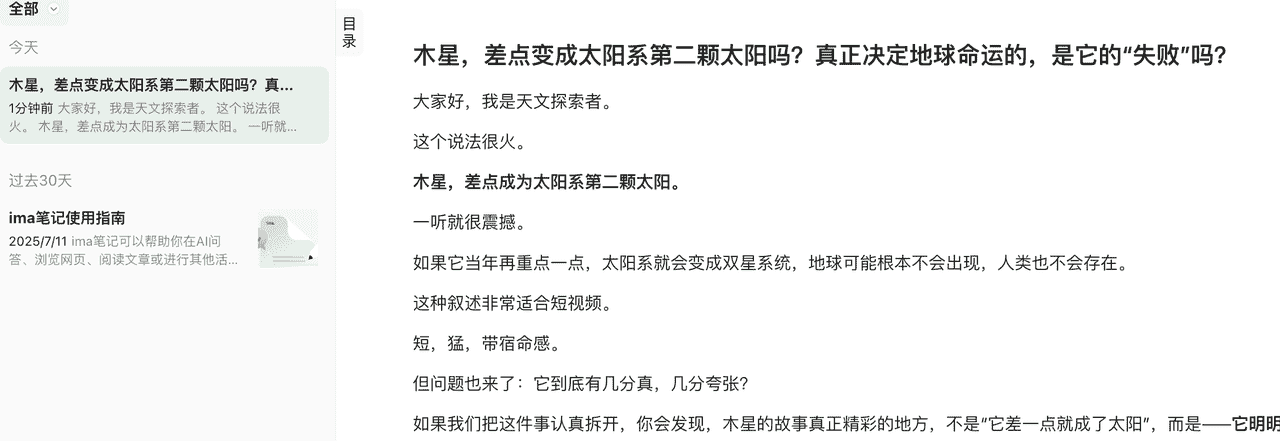 全部
今天
木星，差点变成太阳系第二颗太阳吗？真...
1分钟前 大家好，我是天文探索者。 这个说法很
火。 木星，差点成为太阳系第二颗太阳。 一听就...
过去30天
ima笔记使用指南
2025/7/11 ima笔记可以帮助你在AI问
答、浏览网页、阅读文章或进行其他活...
目
录
木星，差点变成太阳系第二颗太阳吗？真正决定地球命运的，是它的“失败”吗？
大家好，我是天文探索者。
这个说法很火。
木星，差点成为太阳系第二颗太阳。
一听就很震撼。
如果它当年再重点一点，太阳系就会变成双星系统，地球可能根本不会出现，人类也不会存在。
这种叙述非常适合短视频。
短，猛，带宿命感。
但问题也来了：它到底有几分真，几分夸张？
如果我们把这件事认真拆开，你会发现，木星的故事真正精彩的地方，不是“它差一点就成了太阳”，而是——它明明